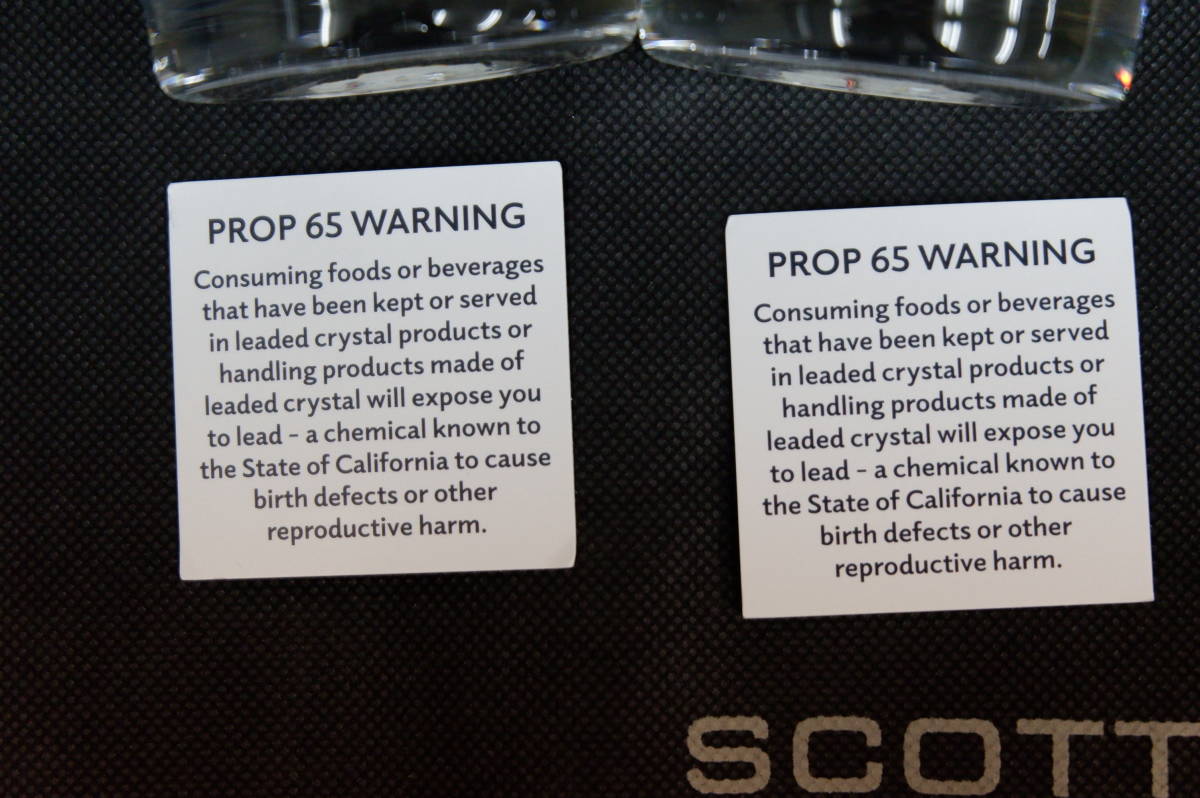 PROP 65 WARNING
Consuming foods or beverages
that have been kept or served
in leaded crystal products or
handling products made of
leaded crystal will expose you
to lead – a chemical known to
the State of California to cause
birth defects or other
reproductive harm.
PROP 65 WARNING
Consuming foods or beverages
that have been kept or served
in leaded crystal products or
handling products made of
leaded crystal will expose you
to lead – a chemical known to
the State of California to cause
birth defects or other
reproductive harm.
SCOTT